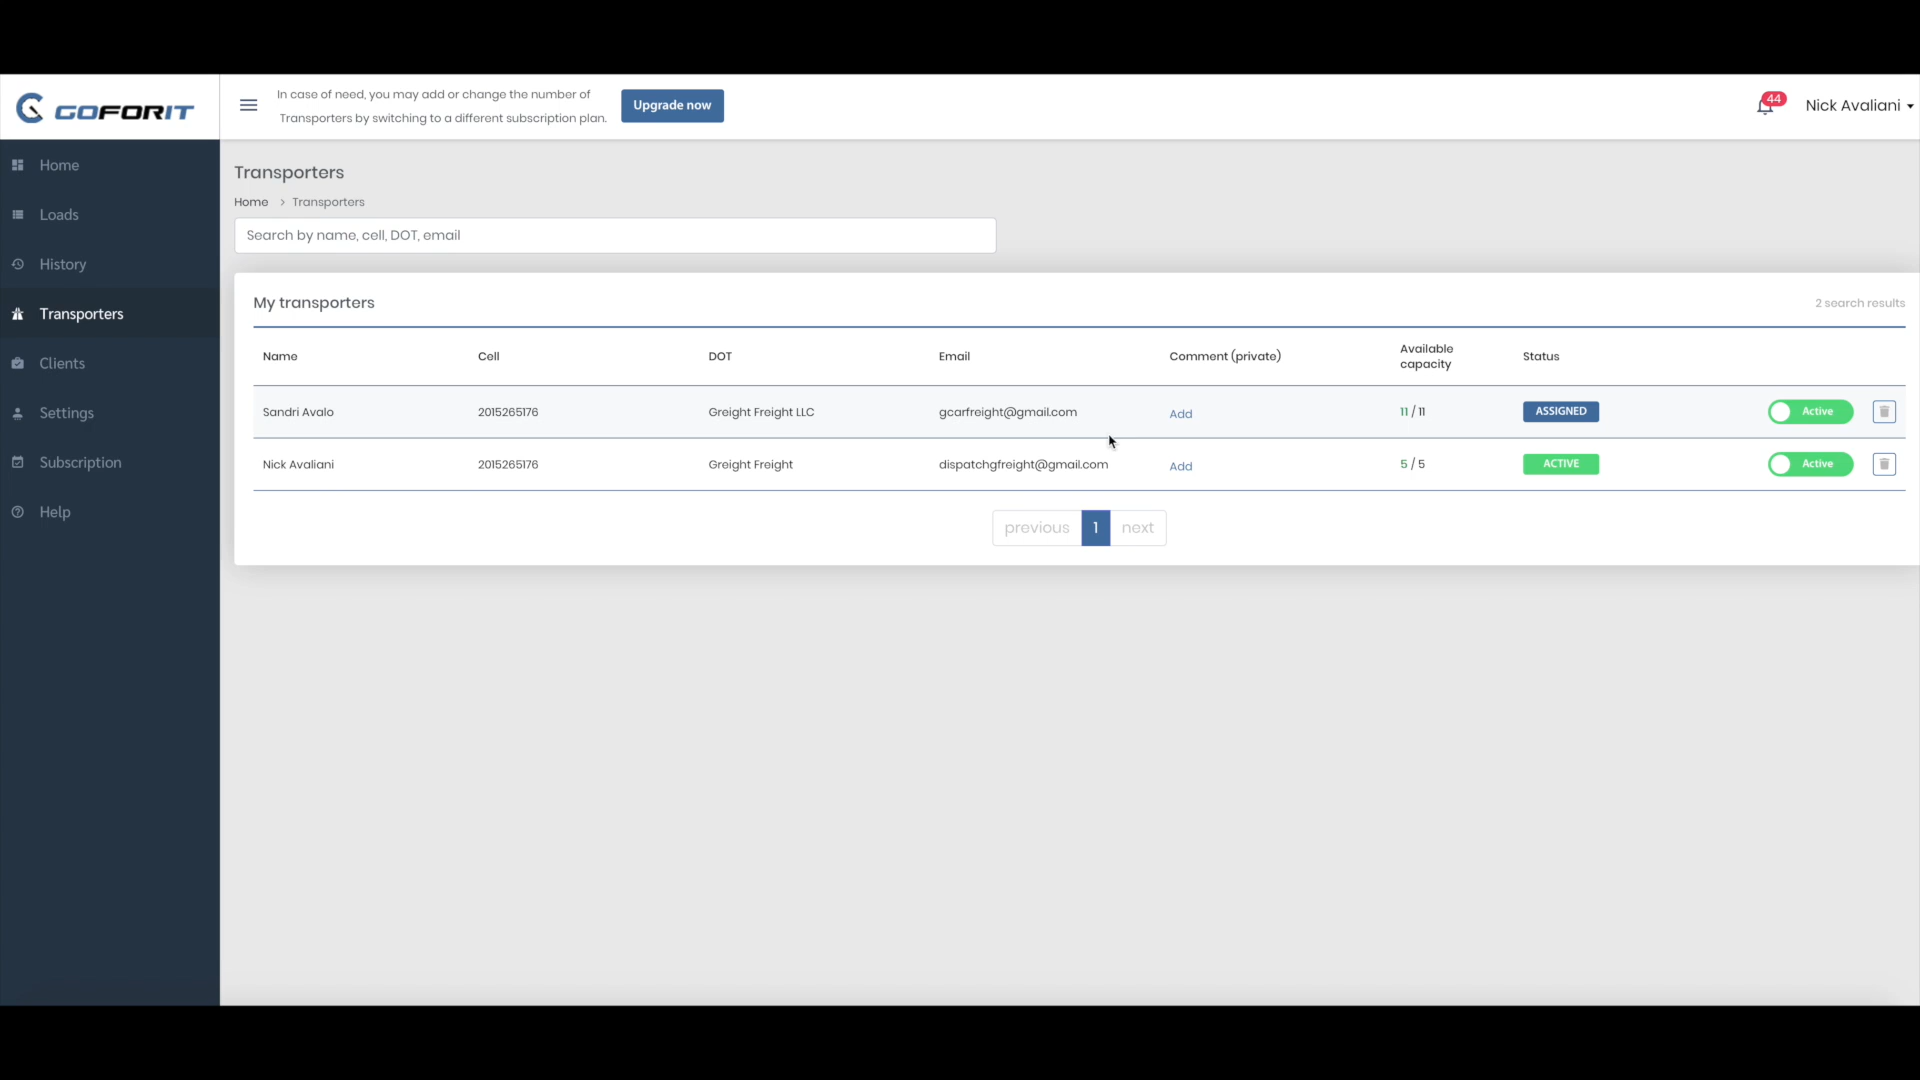 GOFORIT
In case of need, you may add or change the number of
Transporters by switching to a different subscription plan.
Upgrade now
44
Nick Avaliani
Home
Loads
History
Transporters
Clients
Settings
Subscription
Help
Transporters
Home > Transporters
Search by name, cell, DOT, email
My transporters
2 search results
Name Cell DOT Email Comment (private) Available capacity Status
Sandri Avalo 2015265176 Greight Freight LLC gcarfreight@gmail.com Add 11 / 11 ASSIGNED Active
Nick Avaliani 2015265176 Greight Freight dispatchgfreight@gmail.com Add 5 / 5 ACTIVE Active
previous 1 next